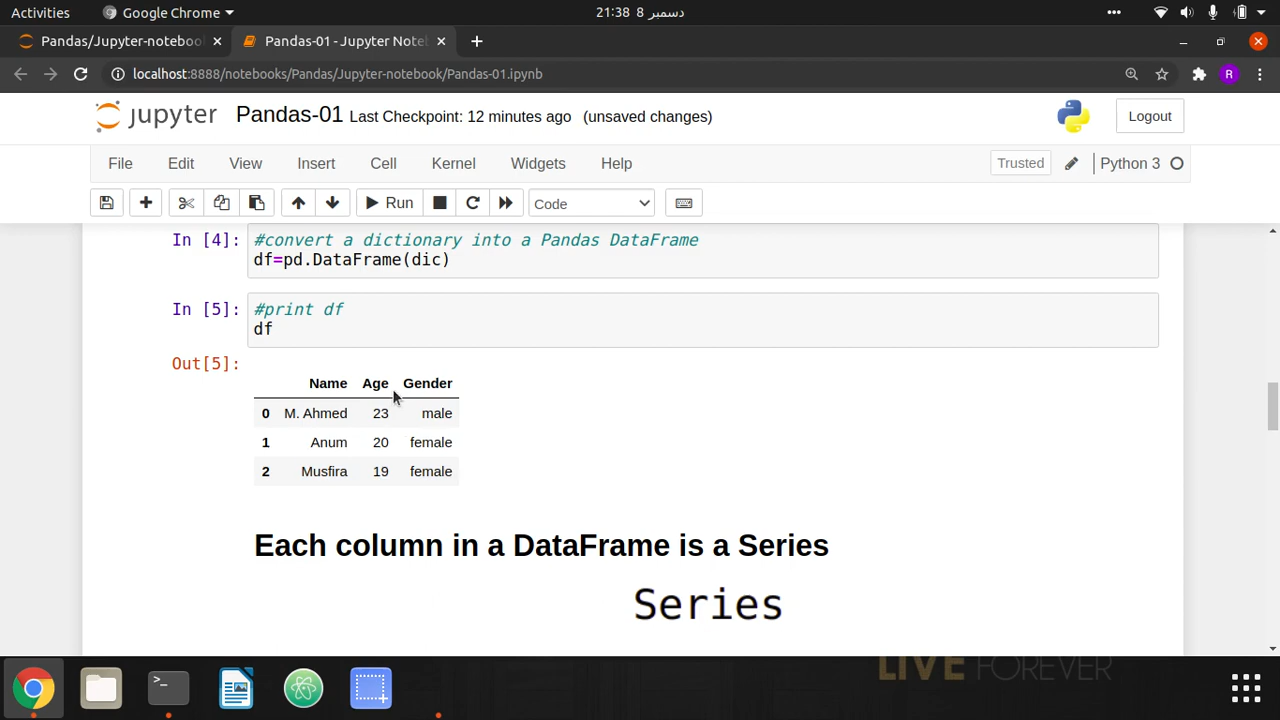 Activities Google Chrome 21:38 دسمبر 8
Pandas/Jupyter-noteboo Pandas-01 - Jupyter Note
localhost:8888/notebooks/Pandas/Jupyter-notebook/Pandas-01.ipynb R
jupyter Pandas-01 Last Checkpoint: 12 minutes ago (unsaved changes) Logout
File Edit View Insert Cell Kernel Widgets Help Trusted Python 3
Run Code
In [4]: #convert a dictionary into a Pandas DataFrame
df=pd.DataFrame(dic)
In [5]: #print df
df
Out[5]:
Name Age Gender
0 M. Ahmed 23 male
1 Anum 20 female
2 Musfira 19 female
Each column in a DataFrame is a Series
Series
LIVE FOREVER
>_